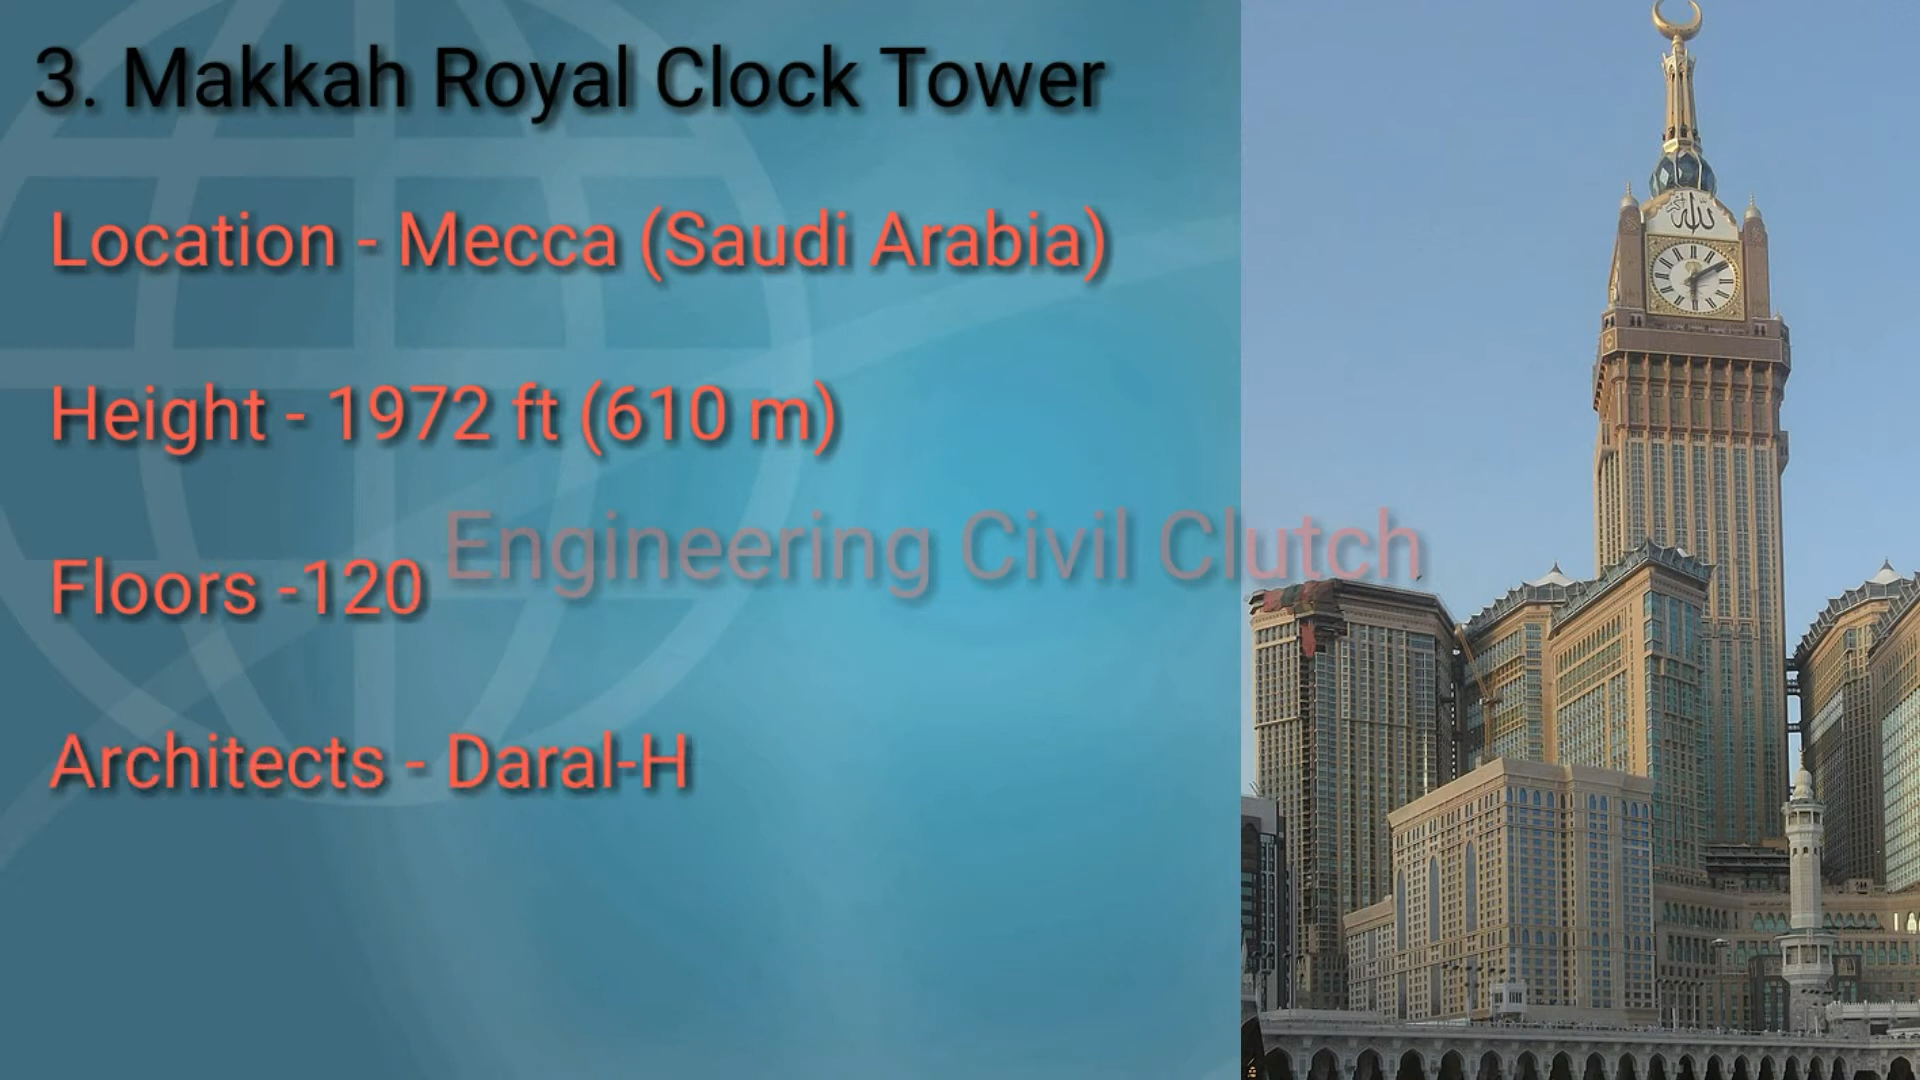 3. Makkah Royal Clock Tower
Location - Mecca (Saudi Arabia)
Height - 1972 ft (610 m)
Engineering Civil Clutch
Floors -120
Architects - Daral-H
الله